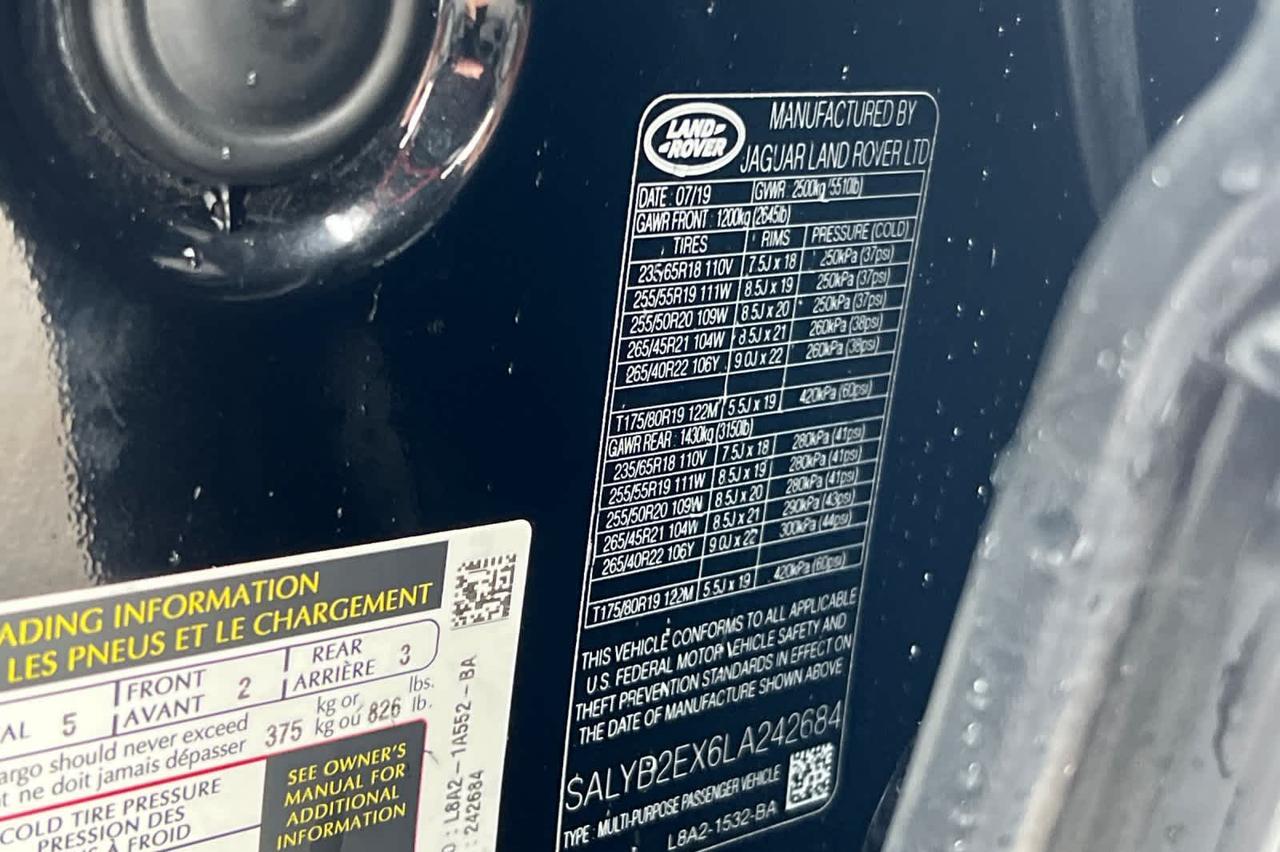 LAND-
-ROVER
MANUFACTURED BY
JAGUAR LAND ROVER LTD
DATE : 07/19 GVWR : 2500kg (5510lb)
GAWR FRONT : 1200kg (2645lb)
TIRES RIMS PRESSURE (COLD)
235/65R18 110V 7.5J x 18 250kPa (37psi)
255/55R19 111W 8.5J x 19 250kPa (37psi)
255/50R20 109W 8.5J x 20 250kPa (37psi)
265/45R21 104W 8.5J x 21 260kPa (38psi)
265/40R22 106Y 9.0J x 22 260kPa (38psi)
T175/80R19 122M 5.5J x 19 420kPa (60psi)
GAWR REAR : 1430kg (3150lb)
235/65R18 110V 7.5J x 18 280kPa (41psi)
255/55R19 111W 8.5J x 19 280kPa (41psi)
255/50R20 109W 8.5J x 20 280kPa (41psi)
265/45R21 104W 8.5J x 21 290kPa (43psi)
265/40R22 106Y 9.0J x 22 300kPa (44psi)
T175/80R19 122M 5.5J x 19 420kPa (60psi)
THIS VEHICLE CONFORMS TO ALL APPLICABLE
U.S. FEDERAL MOTOR VEHICLE SAFETY AND
THEFT PREVENTION STANDARDS IN EFFECT ON
THE DATE OF MANUFACTURE SHOWN ABOVE
SALYB2EX6LA242684
TYPE : MULTI-PURPOSE PASSENGER VEHICLE
L8A2-1532-BA
ADING INFORMATION
LES PNEUS ET LE CHARGEMENT
AL 5 FRONT 2 REAR 3
AVANT ARRIÈRE
argo should never exceed 375 kg or 826 lbs.
t ne doit jamais dépasser kg ou lb.
COLD TIRE PRESSURE
PRESSION DES
S À FROID
SEE OWNER'S
MANUAL FOR
ADDITIONAL
INFORMATION
: L8A2-1A552-BA
: 242684